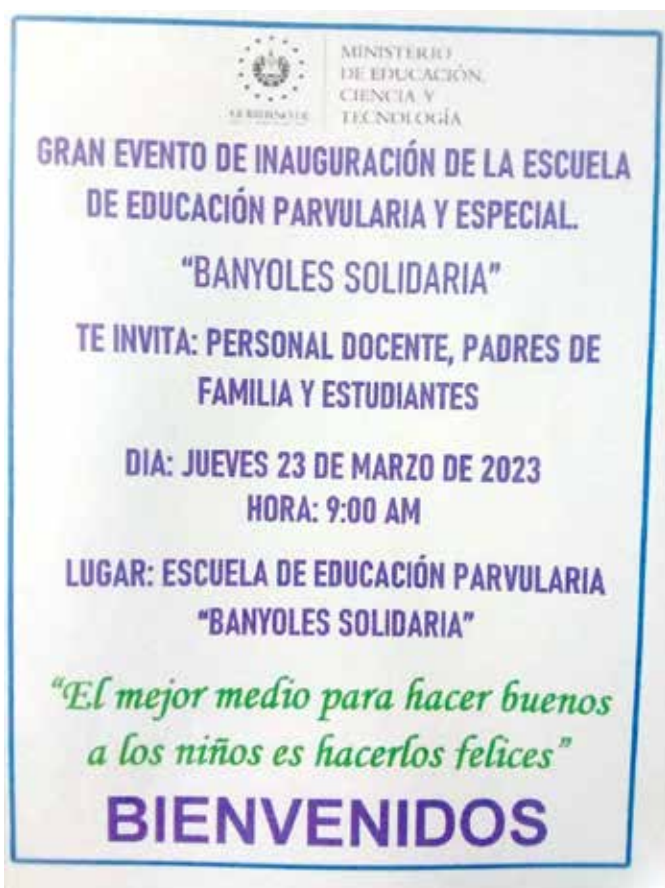 MINISTERIO
DE EDUCACIÓN,
CIENCIA Y
TECNOLOGÍA
GOBIERNO DE
GRAN EVENTO DE INAUGURACIÓN DE LA ESCUELA
DE EDUCACIÓN PARVULARIA Y ESPECIAL.
“BANYOLES SOLIDARIA”
TE INVITA: PERSONAL DOCENTE, PADRES DE
FAMILIA Y ESTUDIANTES
DIA: JUEVES 23 DE MARZO DE 2023
HORA: 9:00 AM
LUGAR: ESCUELA DE EDUCACIÓN PARVULARIA
“BANYOLES SOLIDARIA”
“El mejor medio para hacer buenos
a los niños es hacerlos felices”
BIENVENIDOS